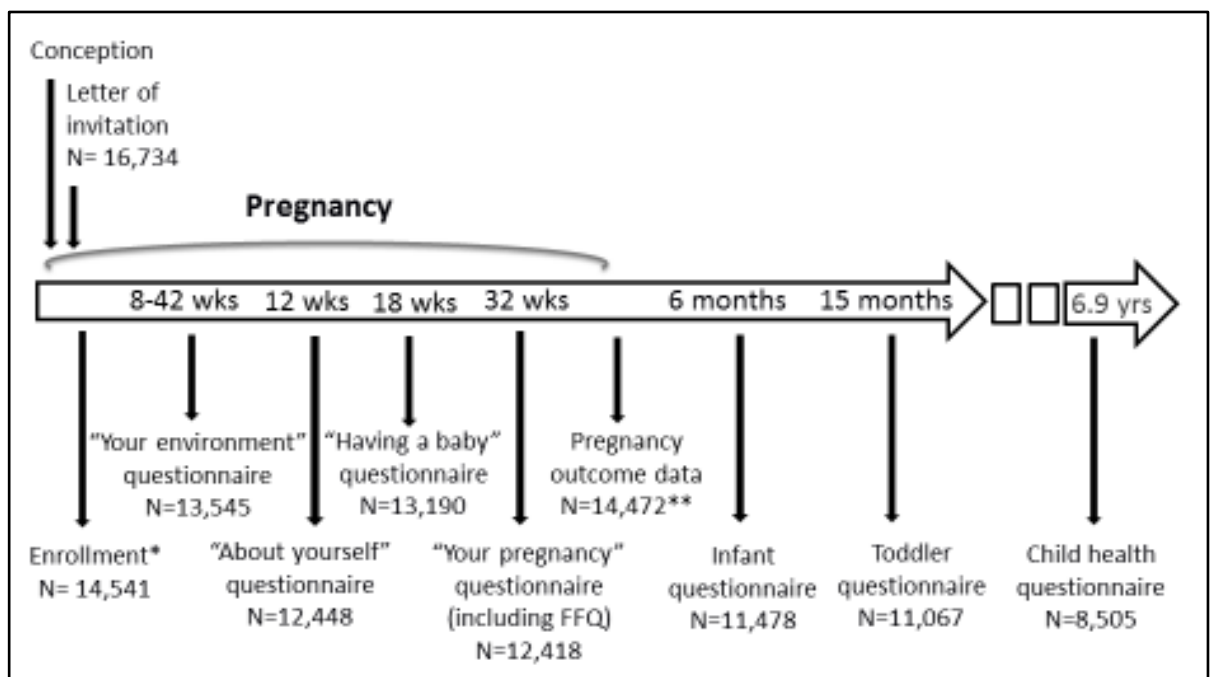 Conception
Letter of
invitation
N= 16,734
Pregnancy
8-42 wks
12 wks
18 wks
32 wks
6 months
15 months
6.9 yrs
"Your environment"
questionnaire
N=13,545
"Having a baby"
questionnaire
N=13,190
Pregnancy
outcome data
N=14,472**
Enrollment*
N= 14,541
"About yourself"
questionnaire
N=12,448
"Your pregnancy"
questionnaire
(including FFQ)
N=12,418
Infant
questionnaire
N=11,478
Toddler
questionnaire
N=11,067
Child health
questionnaire
N=8,505